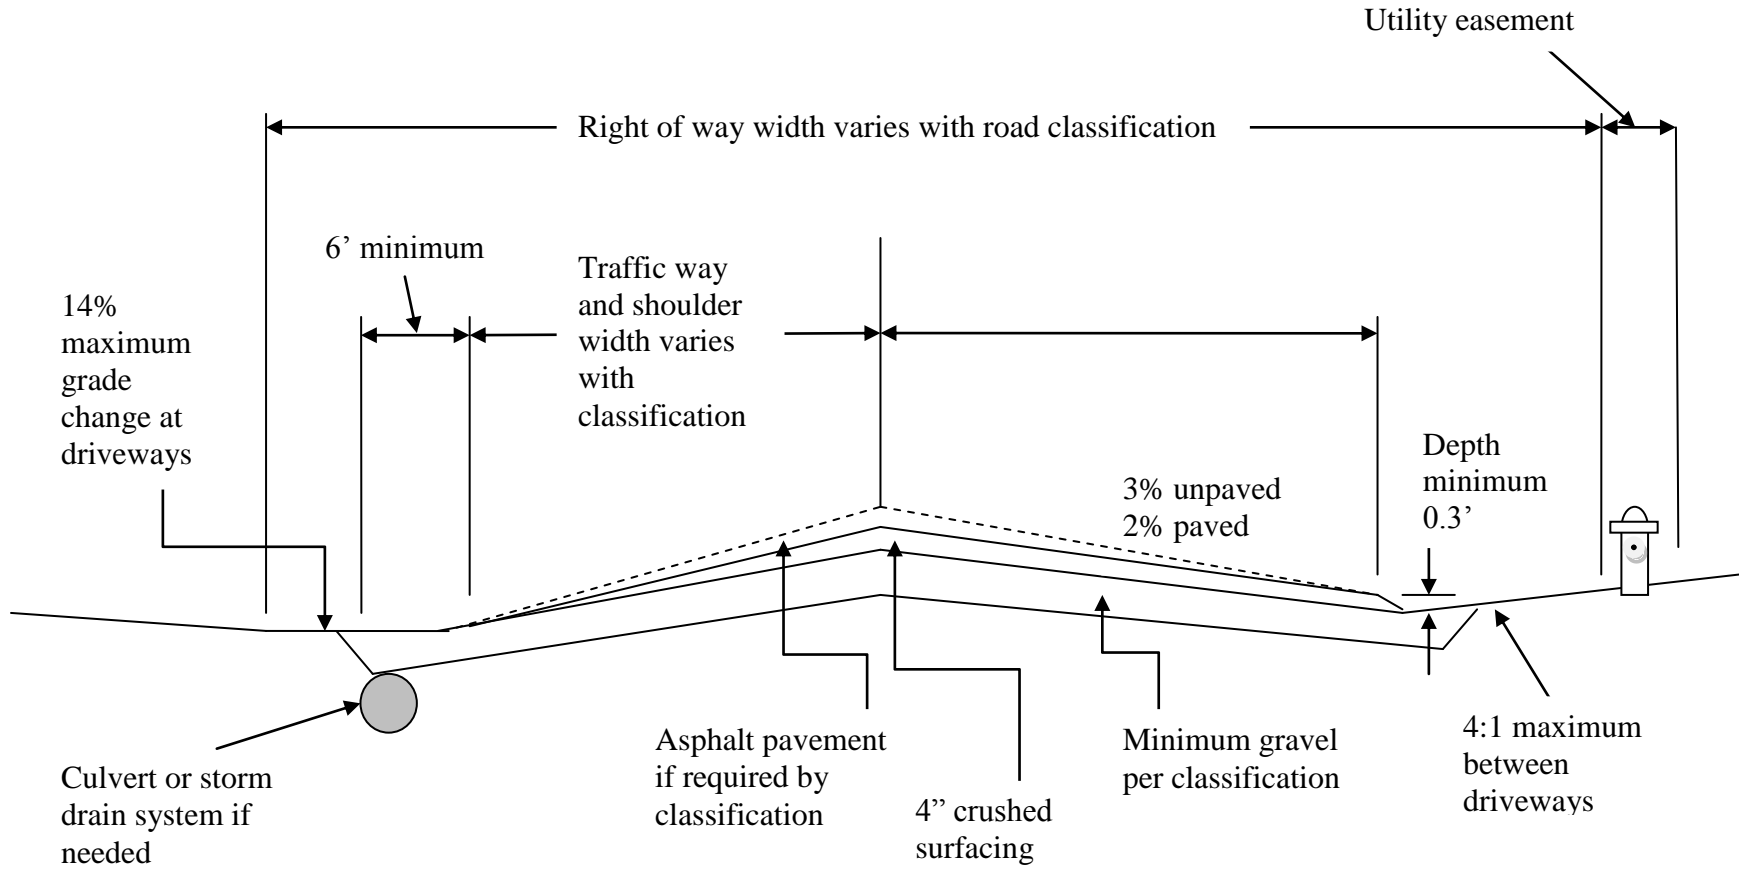 Utility easement
Right of way width varies with road classification
6’ minimum
Traffic way
and shoulder
width varies
with
classification
14%
maximum
grade
change at
driveways
Depth
minimum
0.3’
3% unpaved
2% paved
Culvert or storm
drain system if
needed
Asphalt pavement
if required by
classification
4” crushed
surfacing
Minimum gravel
per classification
4:1 maximum
between
driveways